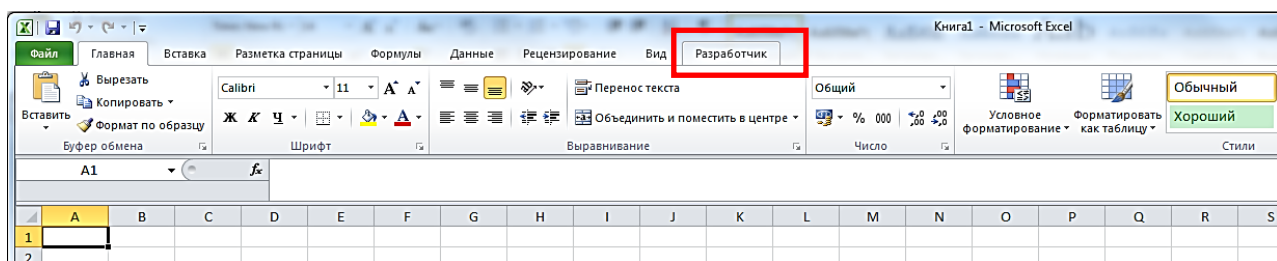 Книга1 - Microsoft Excel
Файл Главная Вставка Разметка страницы Формулы Данные Рецензирование Вид Разработчик
Вырезать
Копировать
Формат по образцу
Вставить
Calibri 11
Ж К Ч
Перенос текста
Объединить и поместить в центре
Общий
% 000
Условное форматирование
Форматировать как таблицу
Обычный
Хороший
Буфер обмена Шрифт Выравнивание Число Стили
A1 fx
A B C D E F G H I J K L M N O P Q R S
1
2